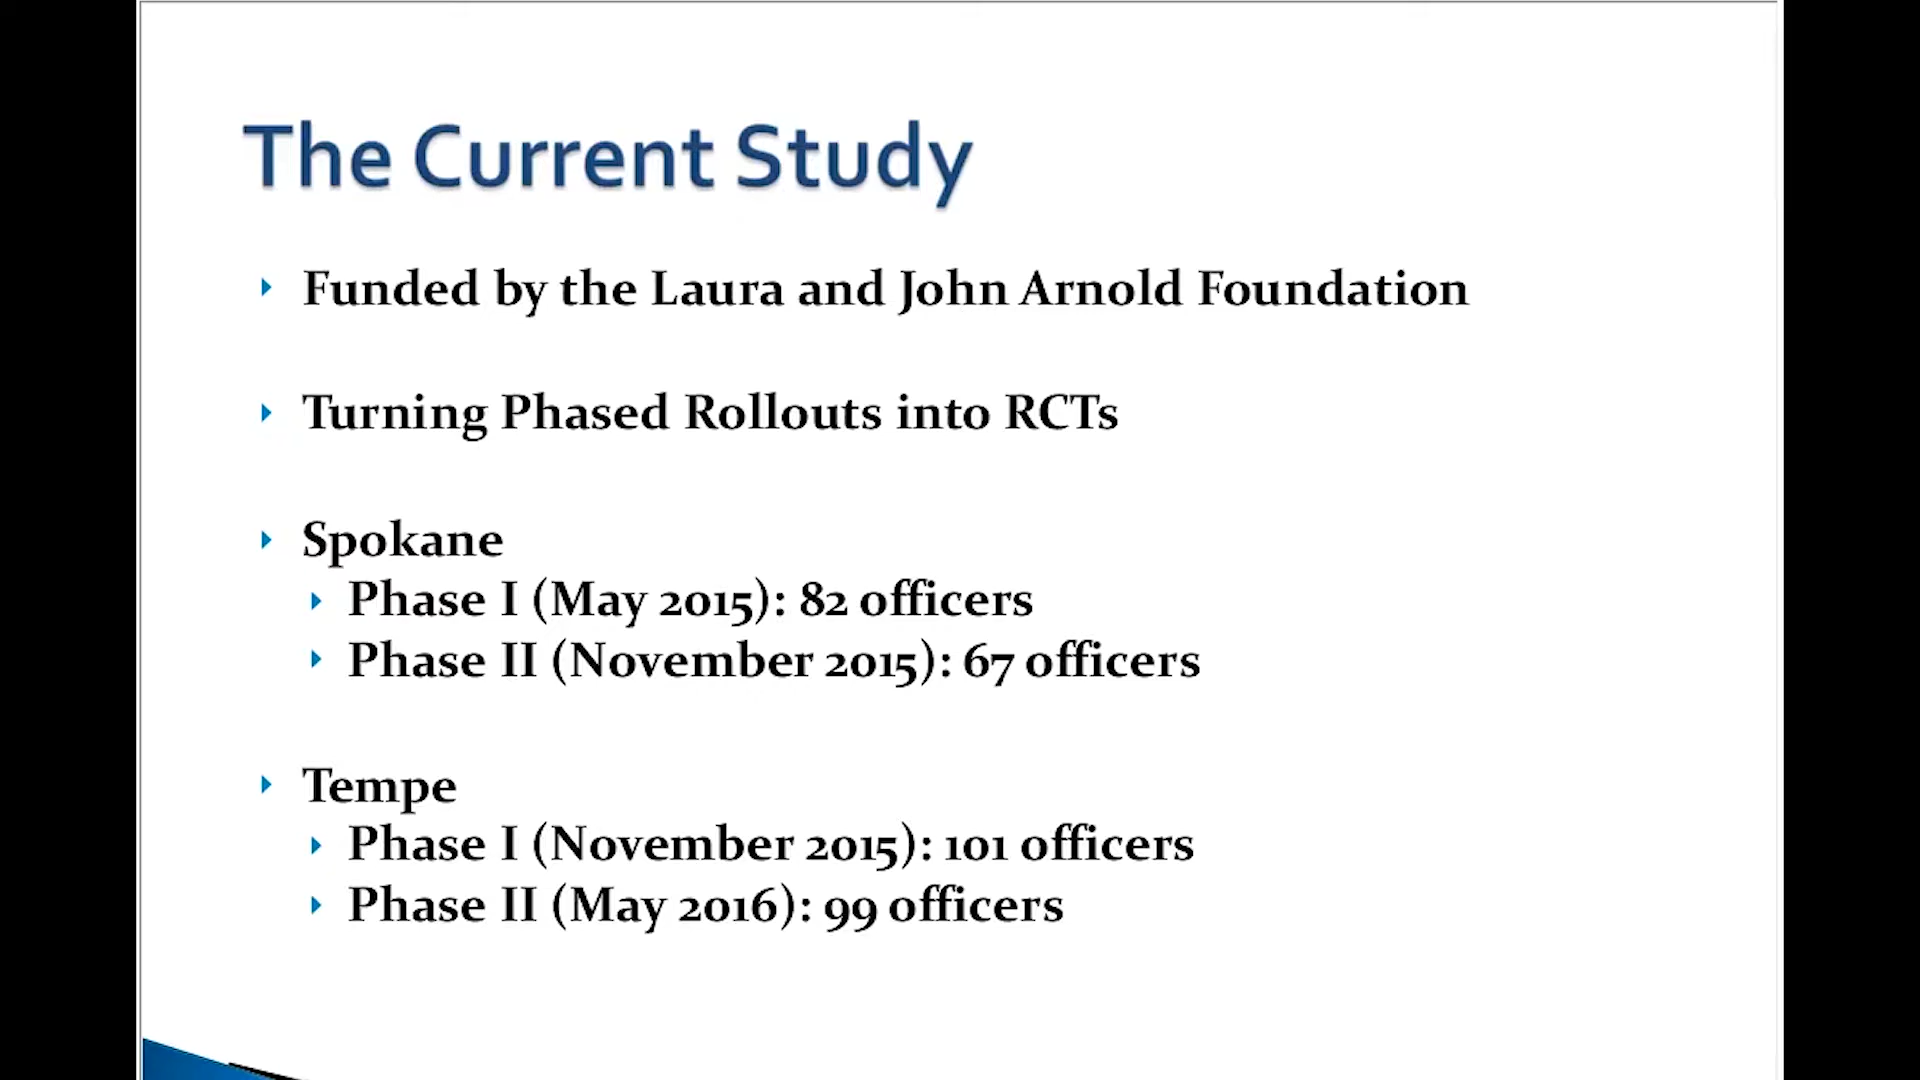 The Current Study
Funded by the Laura and John Arnold Foundation
Turning Phased Rollouts into RCTs
Spokane
Phase I (May 2015): 82 officers
Phase II (November 2015): 67 officers
Tempe
Phase I (November 2015): 101 officers
Phase II (May 2016): 99 officers